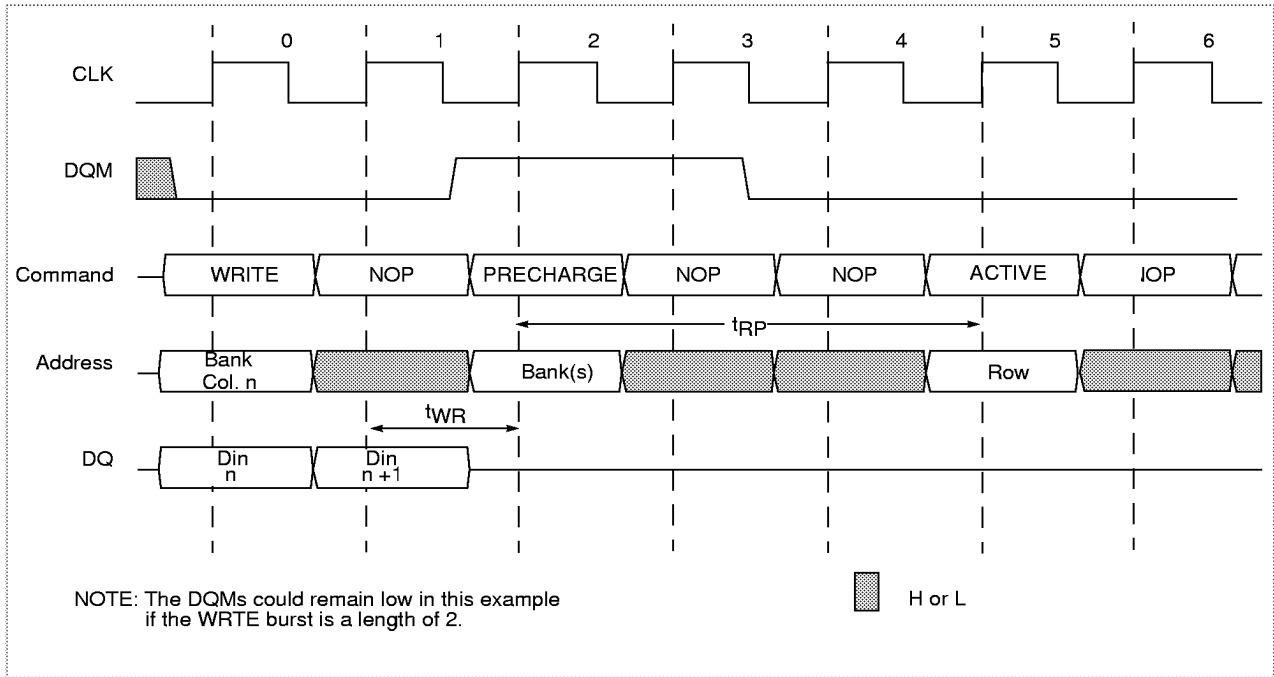 0 1 2 3 4 5 6
CLK
DQM
Command WRITE NOP PRECHARGE NOP NOP ACTIVE IOP
tRP
Address Bank Col. n Bank(s) Row
tWR
DQ Din n Din n +1
NOTE: The DQMs could remain low in this example
if the WRTE burst is a length of 2.
H or L